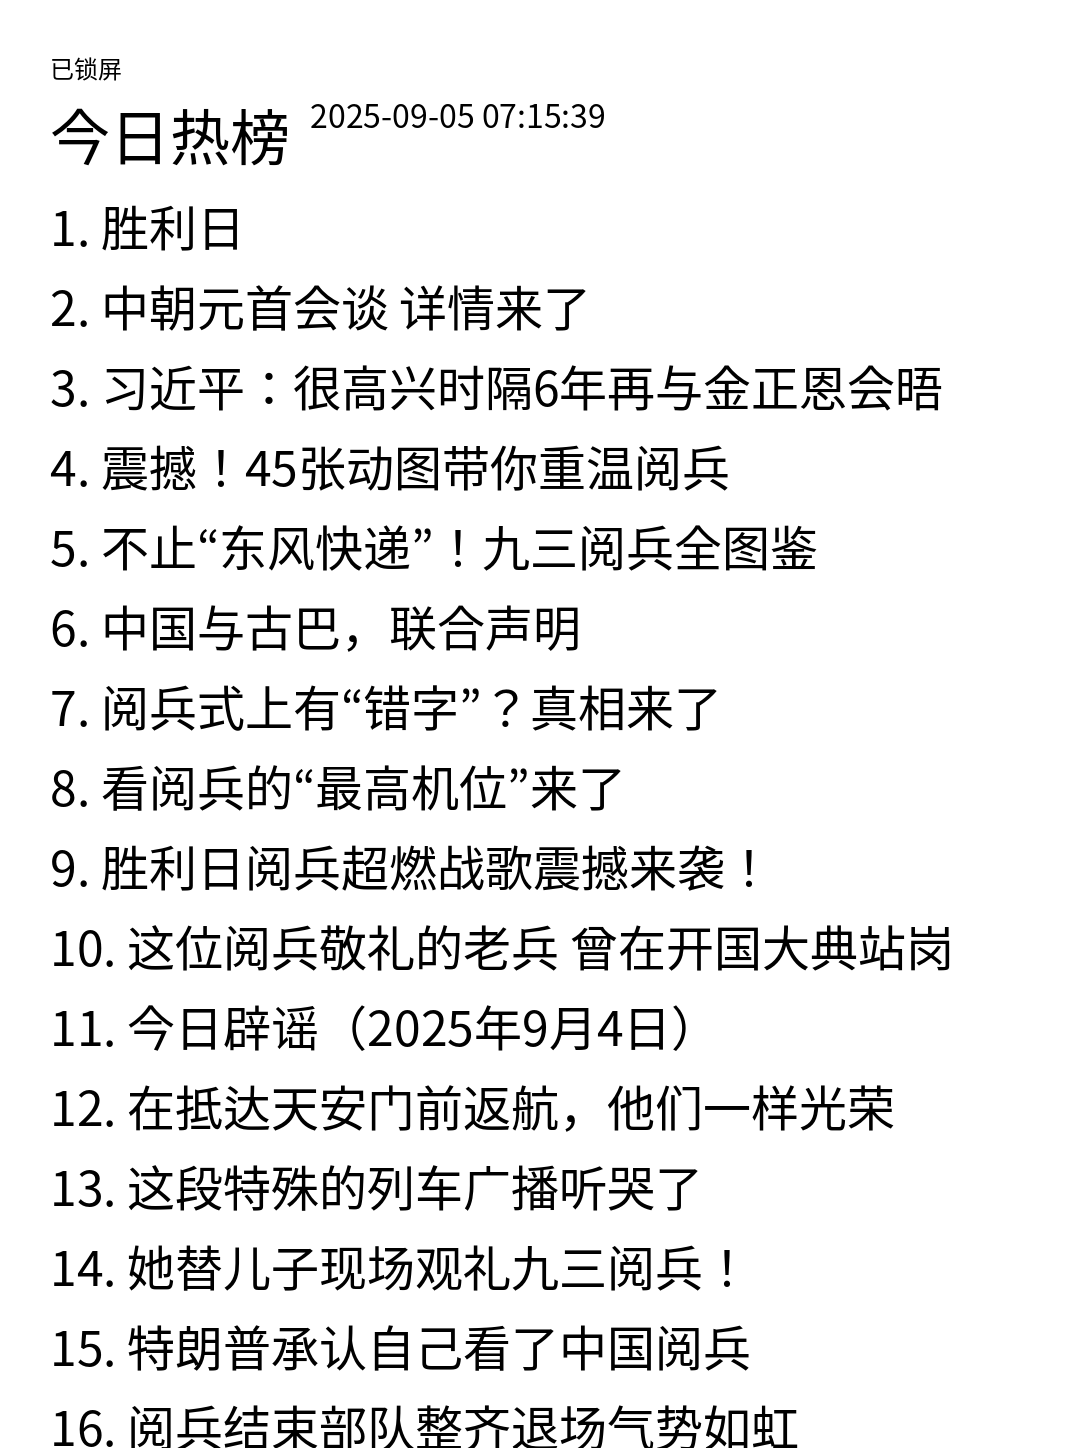 已锁屏
今日热榜 2025-09-05 07:15:39
1. 胜利日
2. 中朝元首会谈 详情来了
3. 习近平：很高兴时隔6年再与金正恩会晤
4. 震撼！45张动图带你重温阅兵
5. 不止“东风快递”！九三阅兵全图鉴
6. 中国与古巴，联合声明
7. 阅兵式上有“错字”？真相来了
8. 看阅兵的“最高机位”来了
9. 胜利日阅兵超燃战歌震撼来袭！
10. 这位阅兵敬礼的老兵 曾在开国大典站岗
11. 今日辟谣（2025年9月4日）
12. 在抵达天安门前返航，他们一样光荣
13. 这段特殊的列车广播听哭了
14. 她替儿子现场观礼九三阅兵！
15. 特朗普承认自己看了中国阅兵
16. 阅兵结束部队整齐退场气势如虹